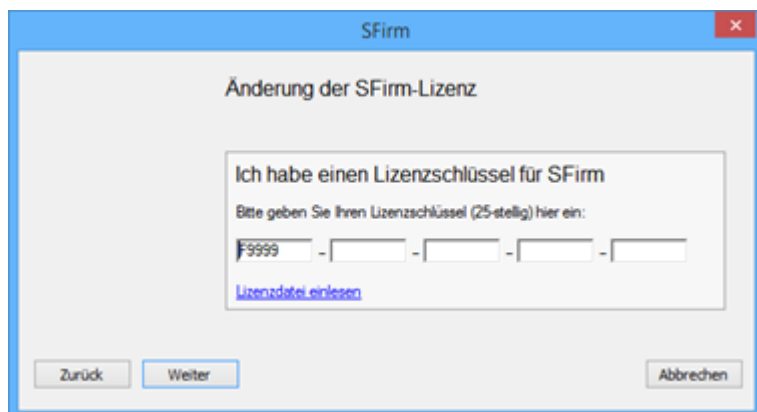 SFirm
Änderung der SFirm-Lizenz
Ich habe einen Lizenzschlüssel für SFirm
Bitte geben Sie Ihren Lizenzschlüssel (25-stellig) hier ein:
F9999 - - - -
Lizenzdatei einlesen
Zurück Weiter Abbrechen